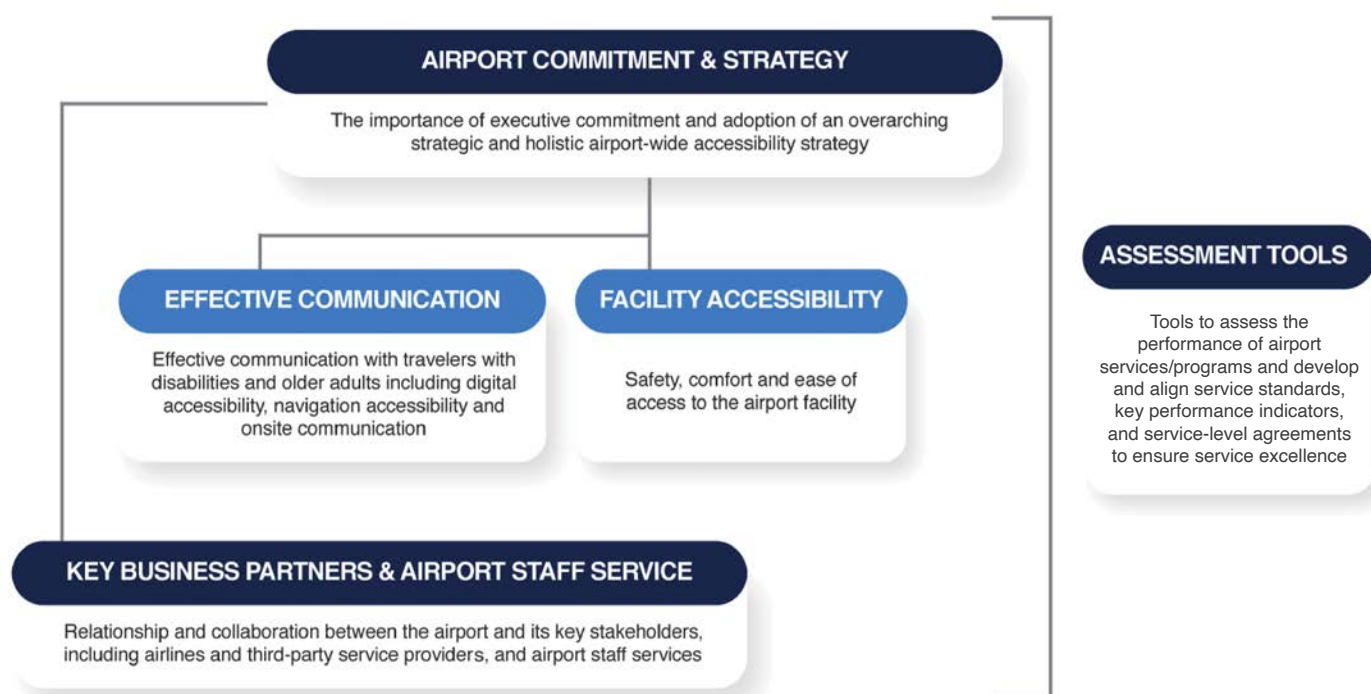 AIRPORT COMMITMENT & STRATEGY
The importance of executive commitment and adoption of an overarching
strategic and holistic airport-wide accessibility strategy
EFFECTIVE COMMUNICATION
Effective communication with travelers with
disabilities and older adults including digital
accessibility, navigation accessibility and
onsite communication
FACILITY ACCESSIBILITY
Safety, comfort and ease of
access to the airport facility
ASSESSMENT TOOLS
Tools to assess the
performance of airport
services/programs and develop
and align service standards,
key performance indicators,
and service-level agreements
to ensure service excellence
KEY BUSINESS PARTNERS & AIRPORT STAFF SERVICE
Relationship and collaboration between the airport and its key stakeholders,
including airlines and third-party service providers, and airport staff services